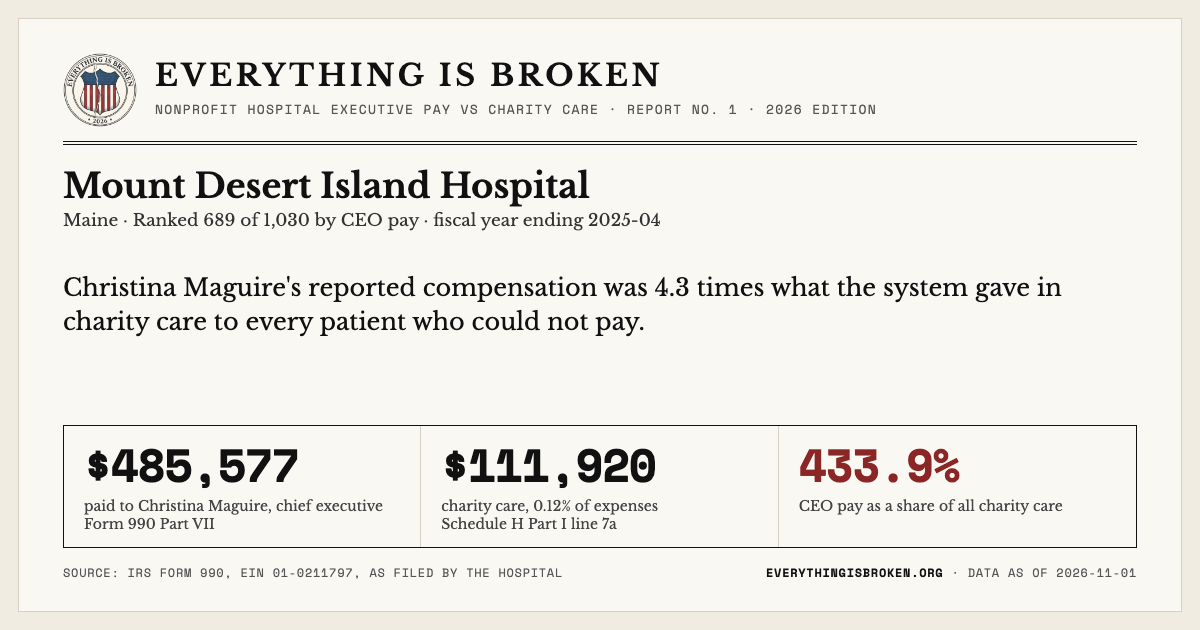 EVERYTHING IS BROKEN
2026
EVERYTHING IS BROKEN
NONPROFIT HOSPITAL EXECUTIVE PAY VS CHARITY CARE · REPORT NO. 1 · 2026 EDITION
Mount Desert Island Hospital
Maine · Ranked 689 of 1,030 by CEO pay · fiscal year ending 2025-04
Christina Maguire's reported compensation was 4.3 times what the system gave in
charity care to every patient who could not pay.
$485,577
paid to Christina Maguire, chief executive
Form 990 Part VII
$111,920
charity care, 0.12% of expenses
Schedule H Part I line 7a
433.9%
CEO pay as a share of all charity care
SOURCE: IRS FORM 990, EIN 01-0211797, AS FILED BY THE HOSPITAL
EVERYTHINGISBROKEN.ORG · DATA AS OF 2026-11-01